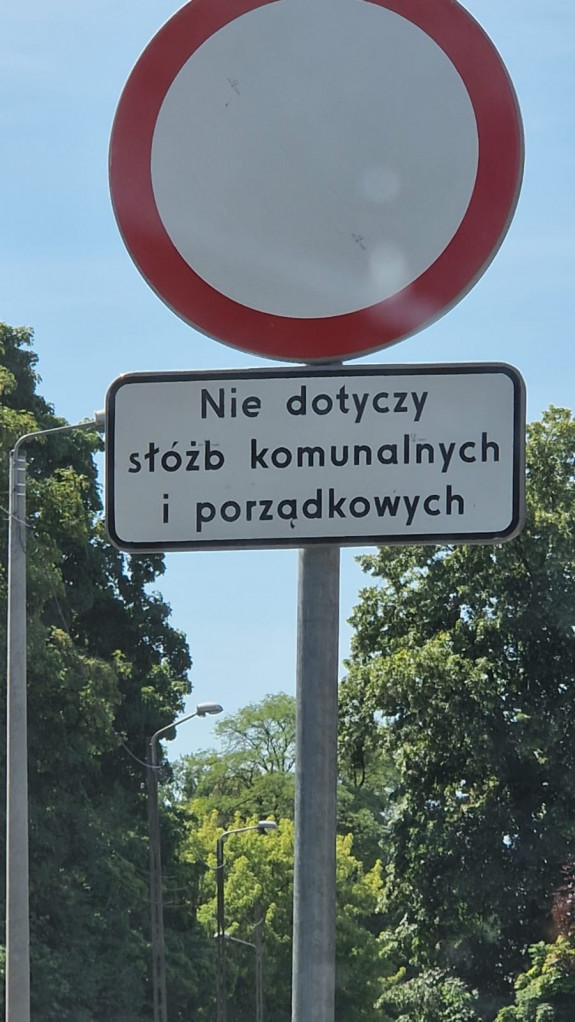 Nie dotyczy
słóżb komunalnych
i porządkowych